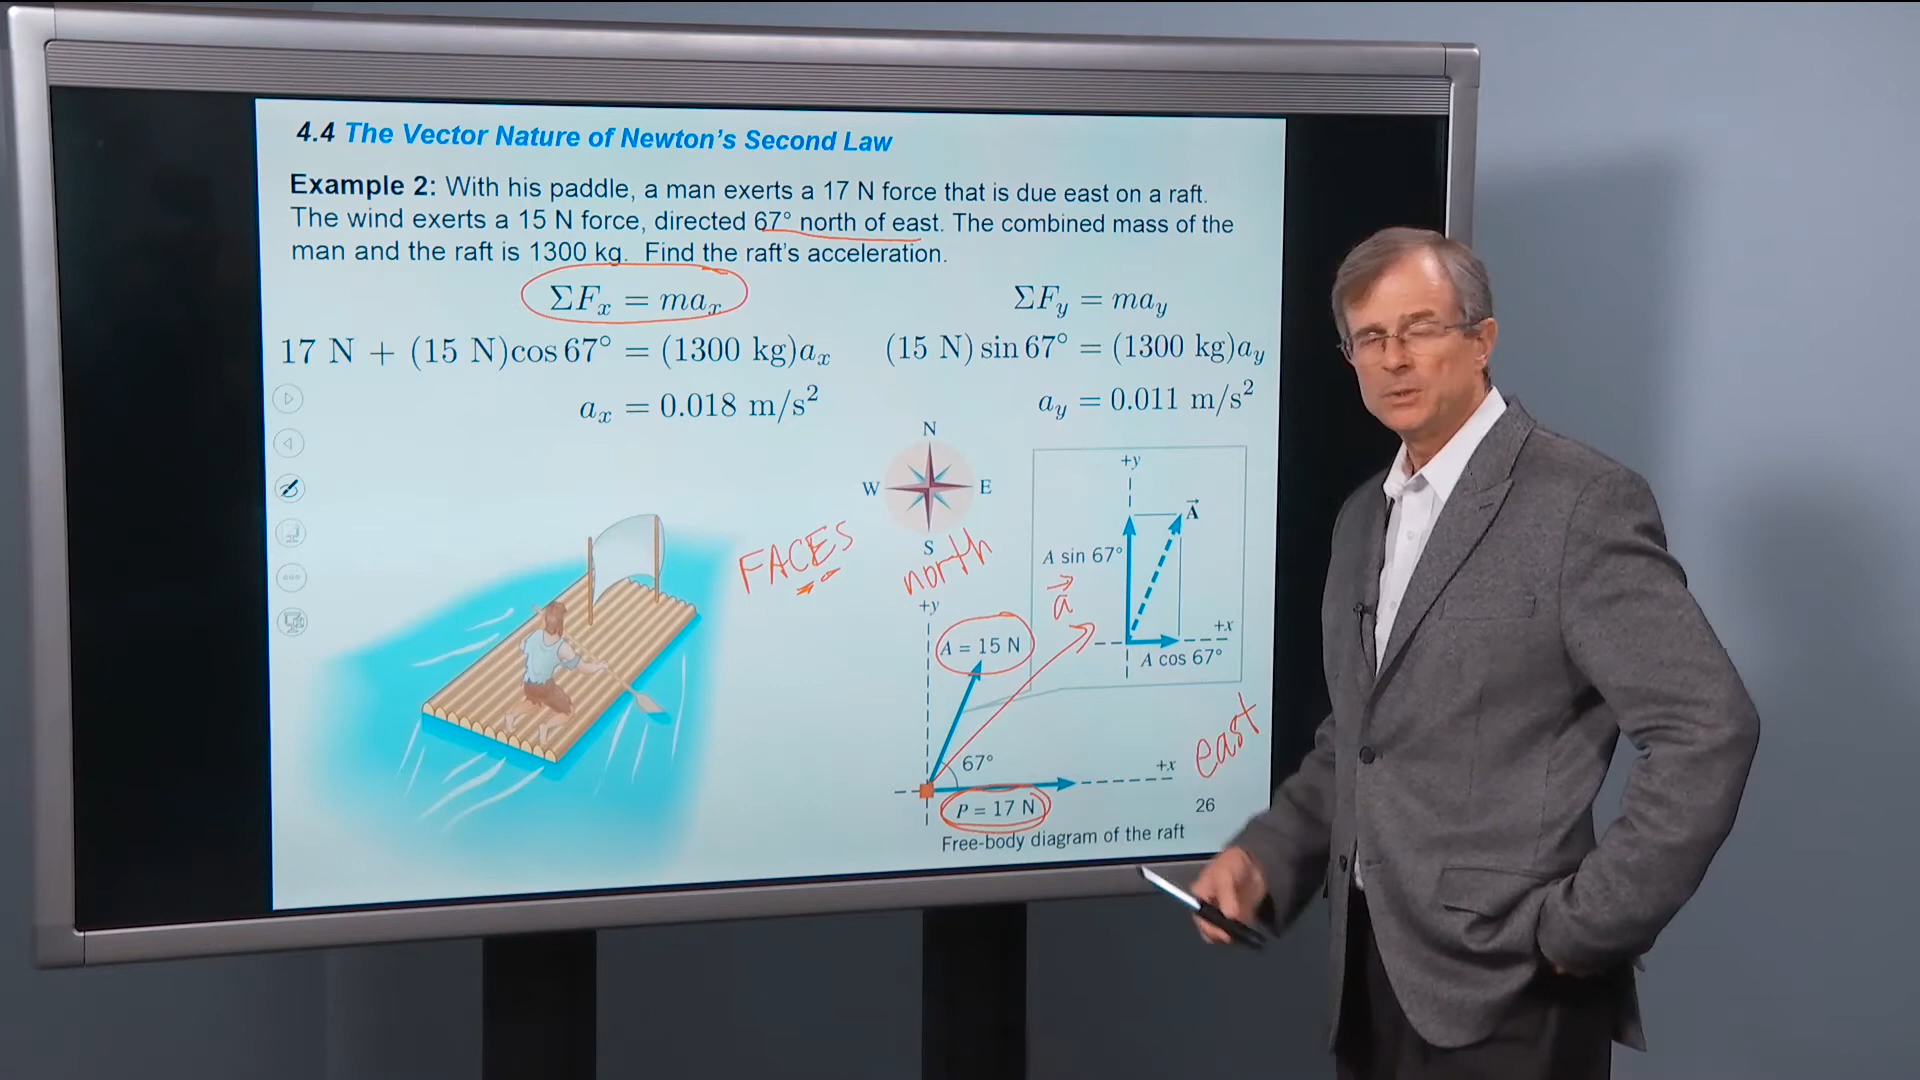 4.4 The Vector Nature of Newton's Second Law
Example 2: With his paddle, a man exerts a 17 N force that is due east on a raft.
The wind exerts a 15 N force, directed 67° north of east. The combined mass of the
man and the raft is 1300 kg. Find the raft's acceleration.
ΣFx = max
ΣFy = may
17 N + (15 N)cos 67° = (1300 kg)ax
(15 N) sin 67° = (1300 kg)ay
ax = 0.018 m/s²
ay = 0.011 m/s²
N
W
E
S
FACES
north
+y
A = 15 N
a⃗
67°
+x
P = 17 N
east
+y
A⃗
A sin 67°
+x
A cos 67°
26
Free-body diagram of the raft